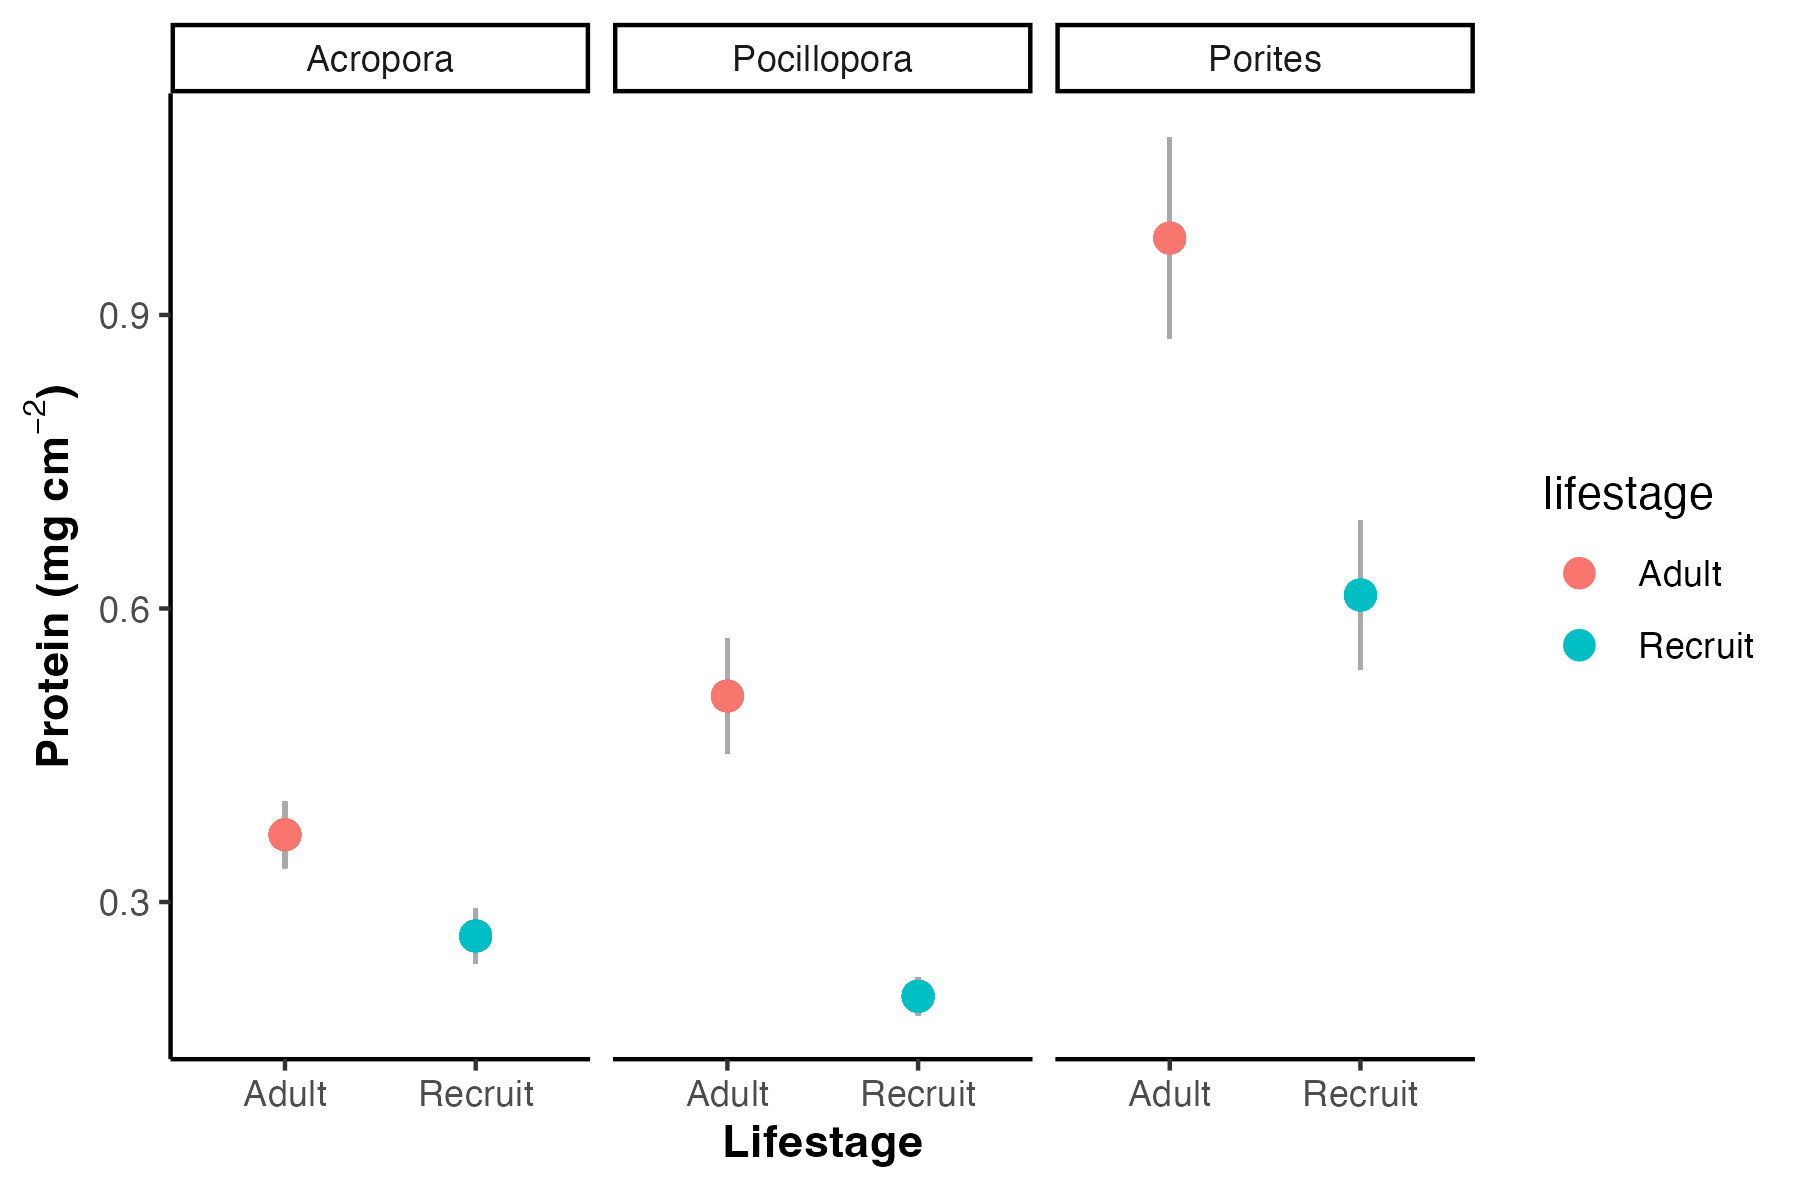 Acropora
Pocillopora
Porites
0.9
0.6
0.3
Protein (mg cm⁻²)
Adult
Recruit
Adult
Recruit
Adult
Recruit
Lifestage
lifestage
Adult
Recruit